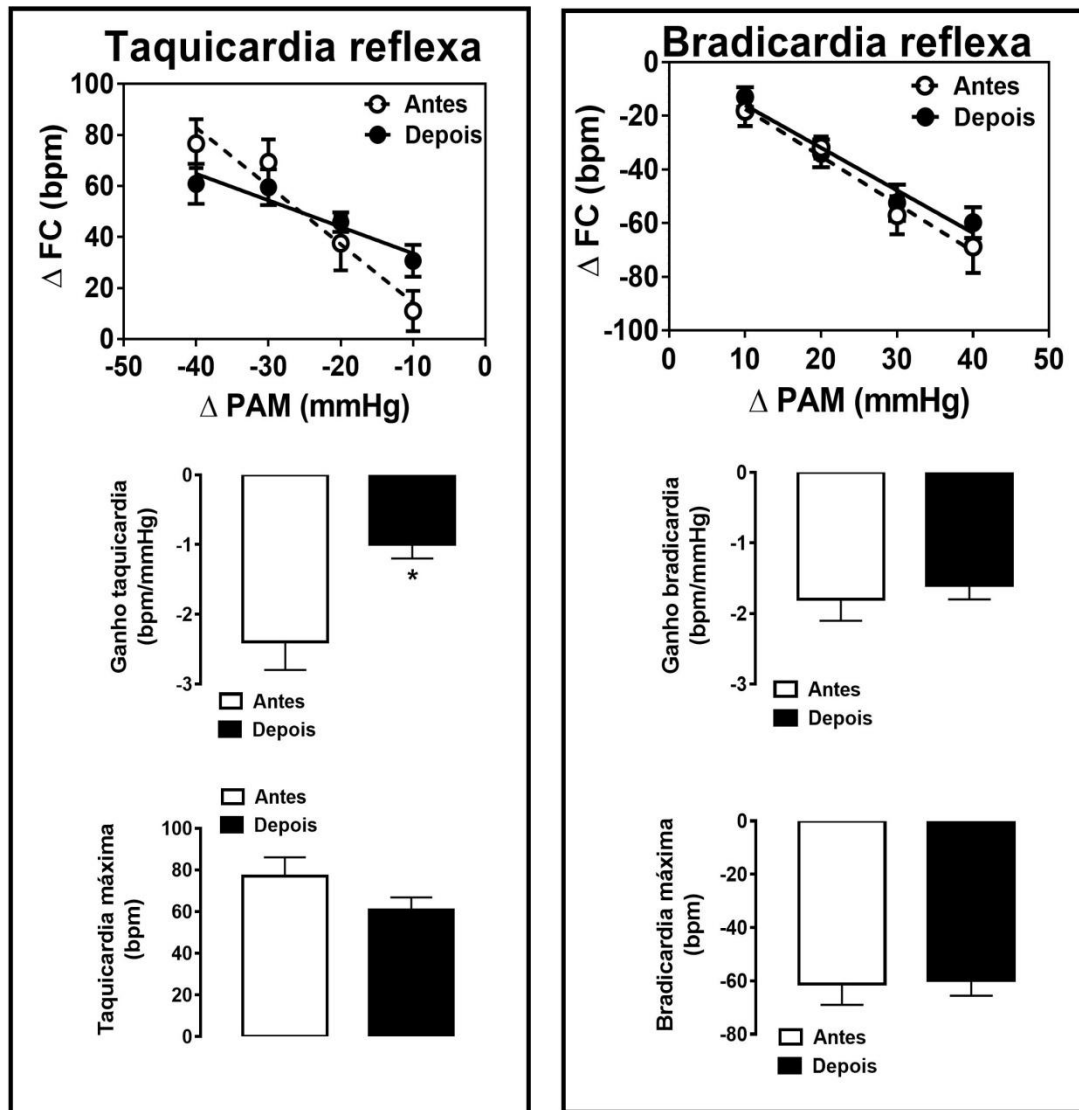 Taquicardia reflexa
100
80
60
40
20
0
Δ FC (bpm)
Antes
Depois
-50 -40 -30 -20 -10 0
Δ PAM (mmHg)
0
-1
-2
-3
Ganho taquicardia
(bpm/mmHg)
*
Antes
Depois
Antes
Depois
100
80
60
40
20
0
Taquicardia máxima
(bpm)
Bradicardia reflexa
0
-20
-40
-60
-80
-100
Δ FC (bpm)
Antes
Depois
0 10 20 30 40 50
Δ PAM (mmHg)
0
-1
-2
-3
Ganho bradicardia
(bpm/mmHg)
Antes
Depois
0
-20
-40
-60
-80
Bradicardia máxima
(bpm)
Antes
Depois